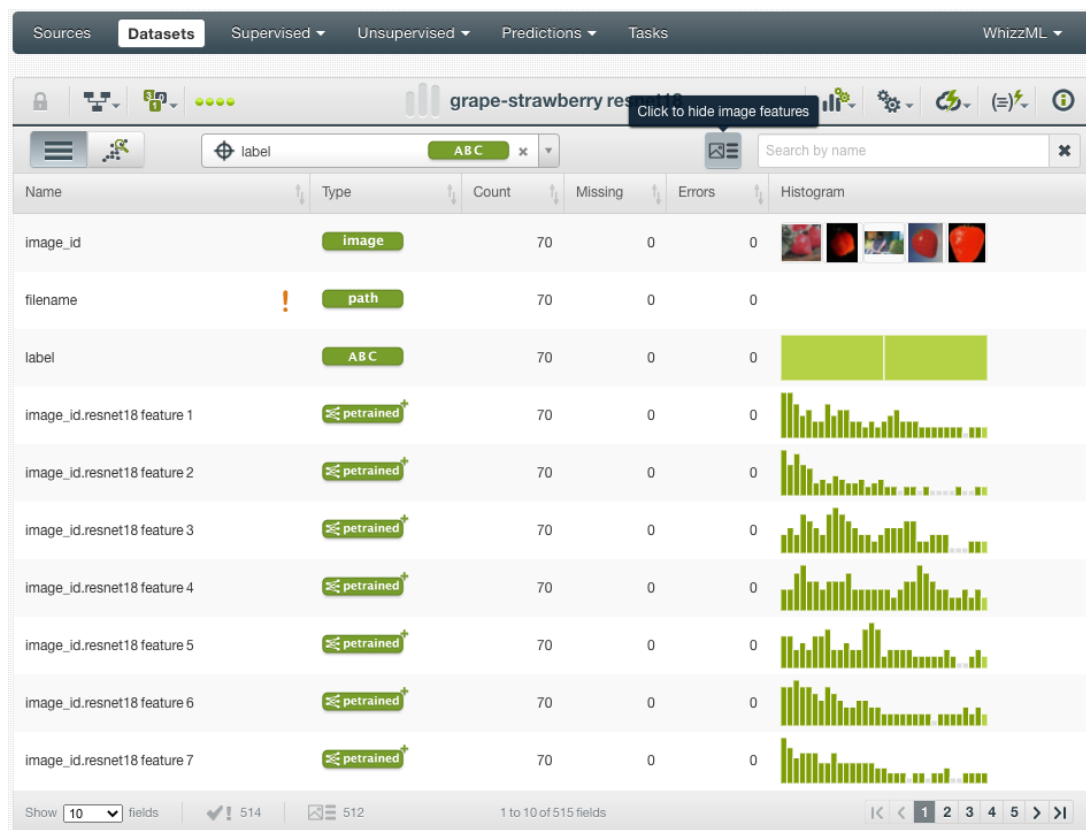 Sources Datasets Supervised Unsupervised Predictions Tasks WhizzML
grape-strawberry resnet18
Click to hide image features
label ABC Search by name
Name Type Count Missing Errors Histogram
image_id image 70 0 0
filename ! path 70 0 0
label ABC 70 0 0
image_id.resnet18 feature 1 petrained 70 0 0
image_id.resnet18 feature 2 petrained 70 0 0
image_id.resnet18 feature 3 petrained 70 0 0
image_id.resnet18 feature 4 petrained 70 0 0
image_id.resnet18 feature 5 petrained 70 0 0
image_id.resnet18 feature 6 petrained 70 0 0
image_id.resnet18 feature 7 petrained 70 0 0
Show 10 fields 514 512 1 to 10 of 515 fields 1 2 3 4 5